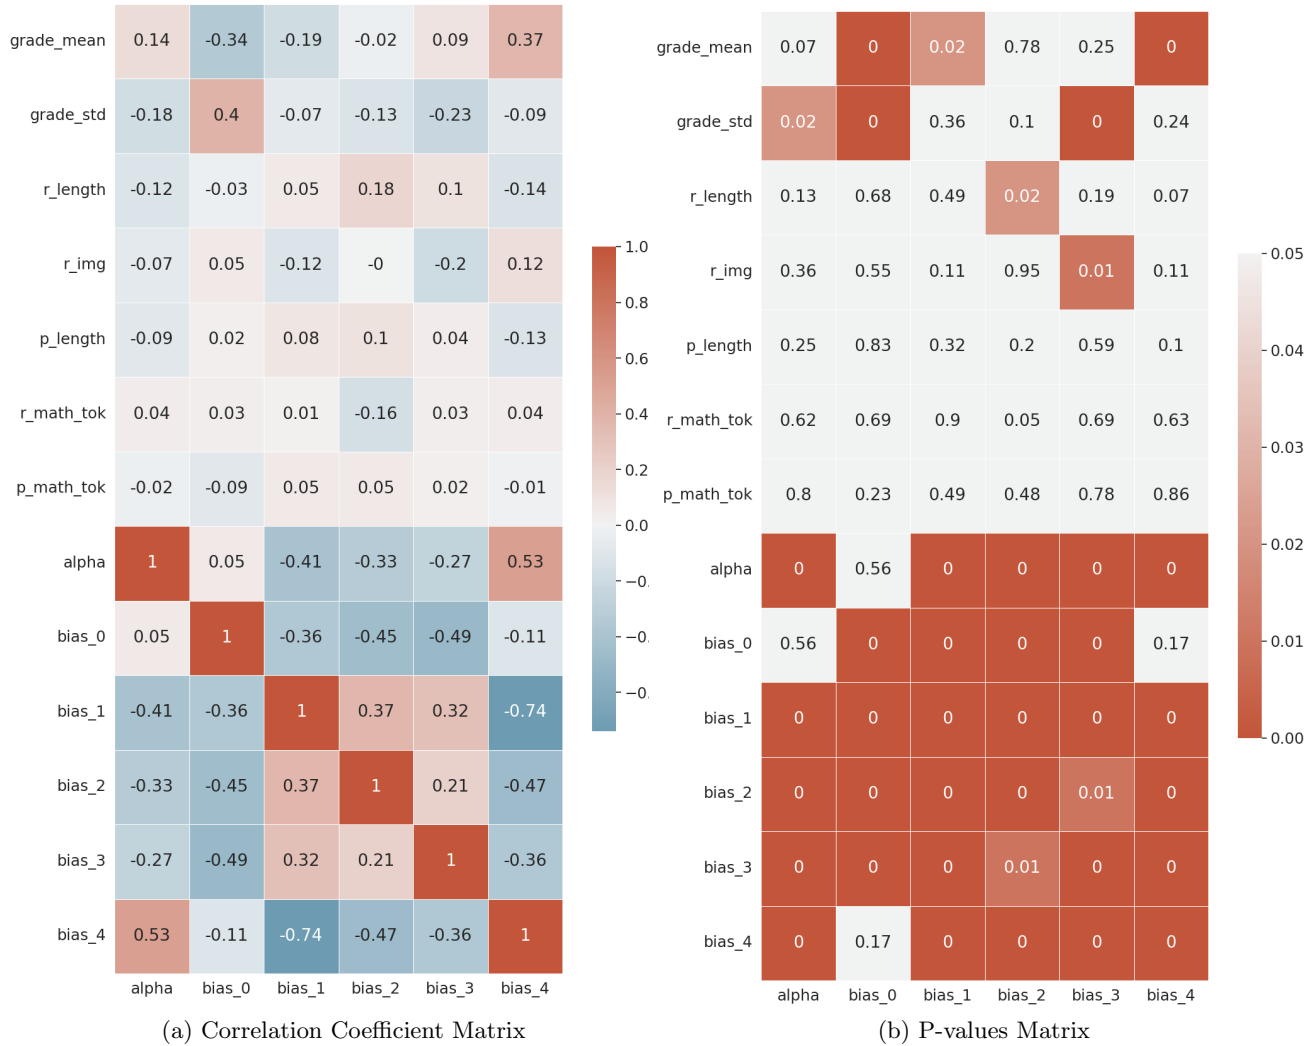 grade_mean 0.14 -0.34 -0.19 -0.02 0.09 0.37
grade_std -0.18 0.4 -0.07 -0.13 -0.23 -0.09
r_length -0.12 -0.03 0.05 0.18 0.1 -0.14
r_img -0.07 0.05 -0.12 -0 -0.2 0.12
p_length -0.09 0.02 0.08 0.1 0.04 -0.13
r_math_tok 0.04 0.03 0.01 -0.16 0.03 0.04
p_math_tok -0.02 -0.09 0.05 0.05 0.02 -0.01
alpha 1 0.05 -0.41 -0.33 -0.27 0.53
bias_0 0.05 1 -0.36 -0.45 -0.49 -0.11
bias_1 -0.41 -0.36 1 0.37 0.32 -0.74
bias_2 -0.33 -0.45 0.37 1 0.21 -0.47
bias_3 -0.27 -0.49 0.32 0.21 1 -0.36
bias_4 0.53 -0.11 -0.74 -0.47 -0.36 1
alpha bias_0 bias_1 bias_2 bias_3 bias_4
1.0
0.8
0.6
0.4
0.2
0.0
−0.
−0.
−0.
(a) Correlation Coefficient Matrix
grade_mean 0.07 0 0.02 0.78 0.25 0
grade_std 0.02 0 0.36 0.1 0 0.24
r_length 0.13 0.68 0.49 0.02 0.19 0.07
r_img 0.36 0.55 0.11 0.95 0.01 0.11
p_length 0.25 0.83 0.32 0.2 0.59 0.1
r_math_tok 0.62 0.69 0.9 0.05 0.69 0.63
p_math_tok 0.8 0.23 0.49 0.48 0.78 0.86
alpha 0 0.56 0 0 0 0
bias_0 0.56 0 0 0 0 0.17
bias_1 0 0 0 0 0 0
bias_2 0 0 0 0 0.01 0
bias_3 0 0 0 0.01 0 0
bias_4 0 0.17 0 0 0 0
alpha bias_0 bias_1 bias_2 bias_3 bias_4
0.05
0.04
0.03
0.02
0.01
0.00
(b) P-values Matrix